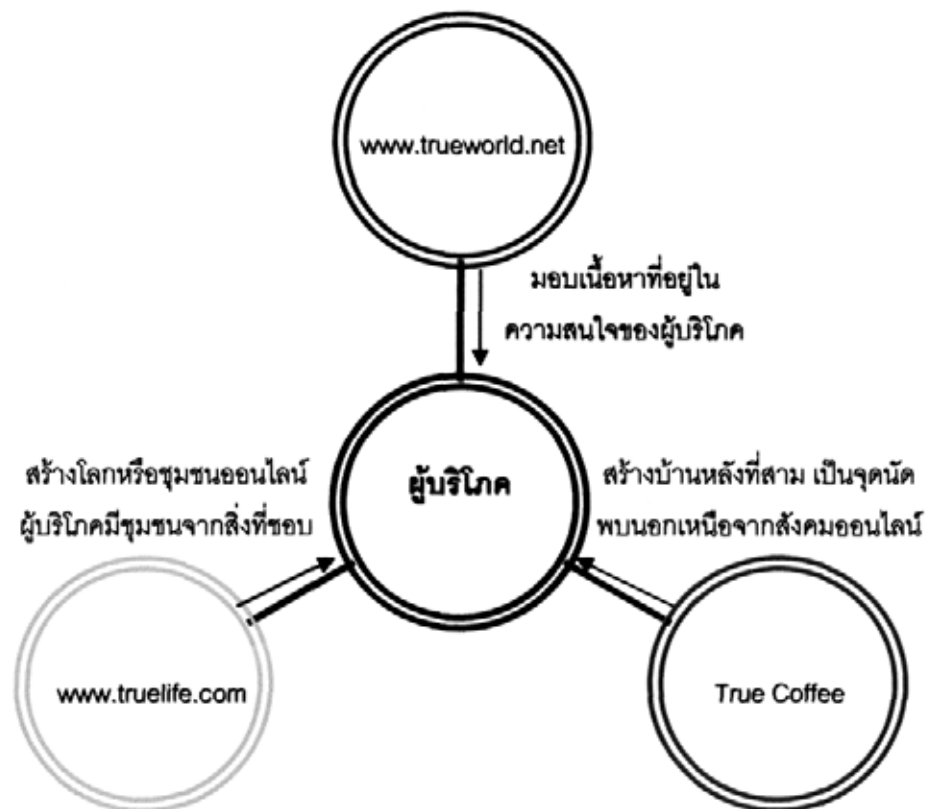 www.trueworld.net
มอบเนื้อหาที่อยู่ใน
ความสนใจของผู้บริโภค
ผู้บริโภค
สร้างโลกหรือชุมชนออนไลน์
ผู้บริโภคมีชุมชนจากสิ่งที่ชอบ
สร้างบ้านหลังที่สาม เป็นจุดนัด
พบนอกเหนือจากสังคมออนไลน์
www.truelife.com
True Coffee